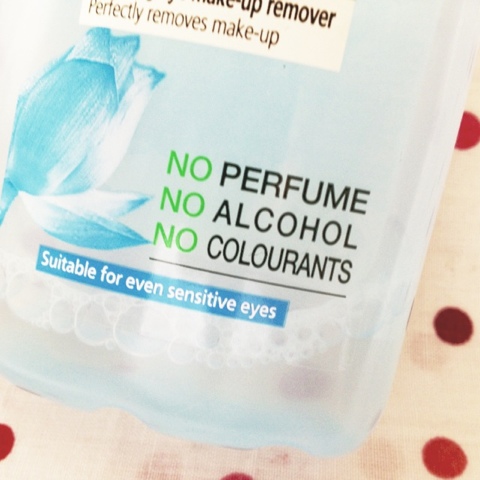 make-up remover
Perfectly removes make-up
NO PERFUME
NO ALCOHOL
NO COLOURANTS
Suitable for even sensitive eyes